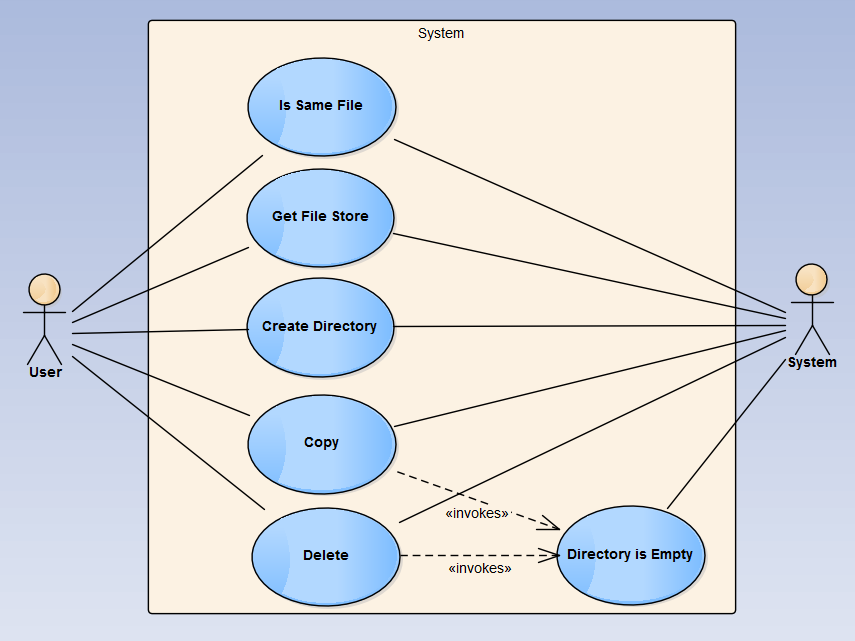 System
Is Same File
Get File Store
Create Directory
User
System
Copy
«invokes»
Delete
Directory is Empty
«invokes»